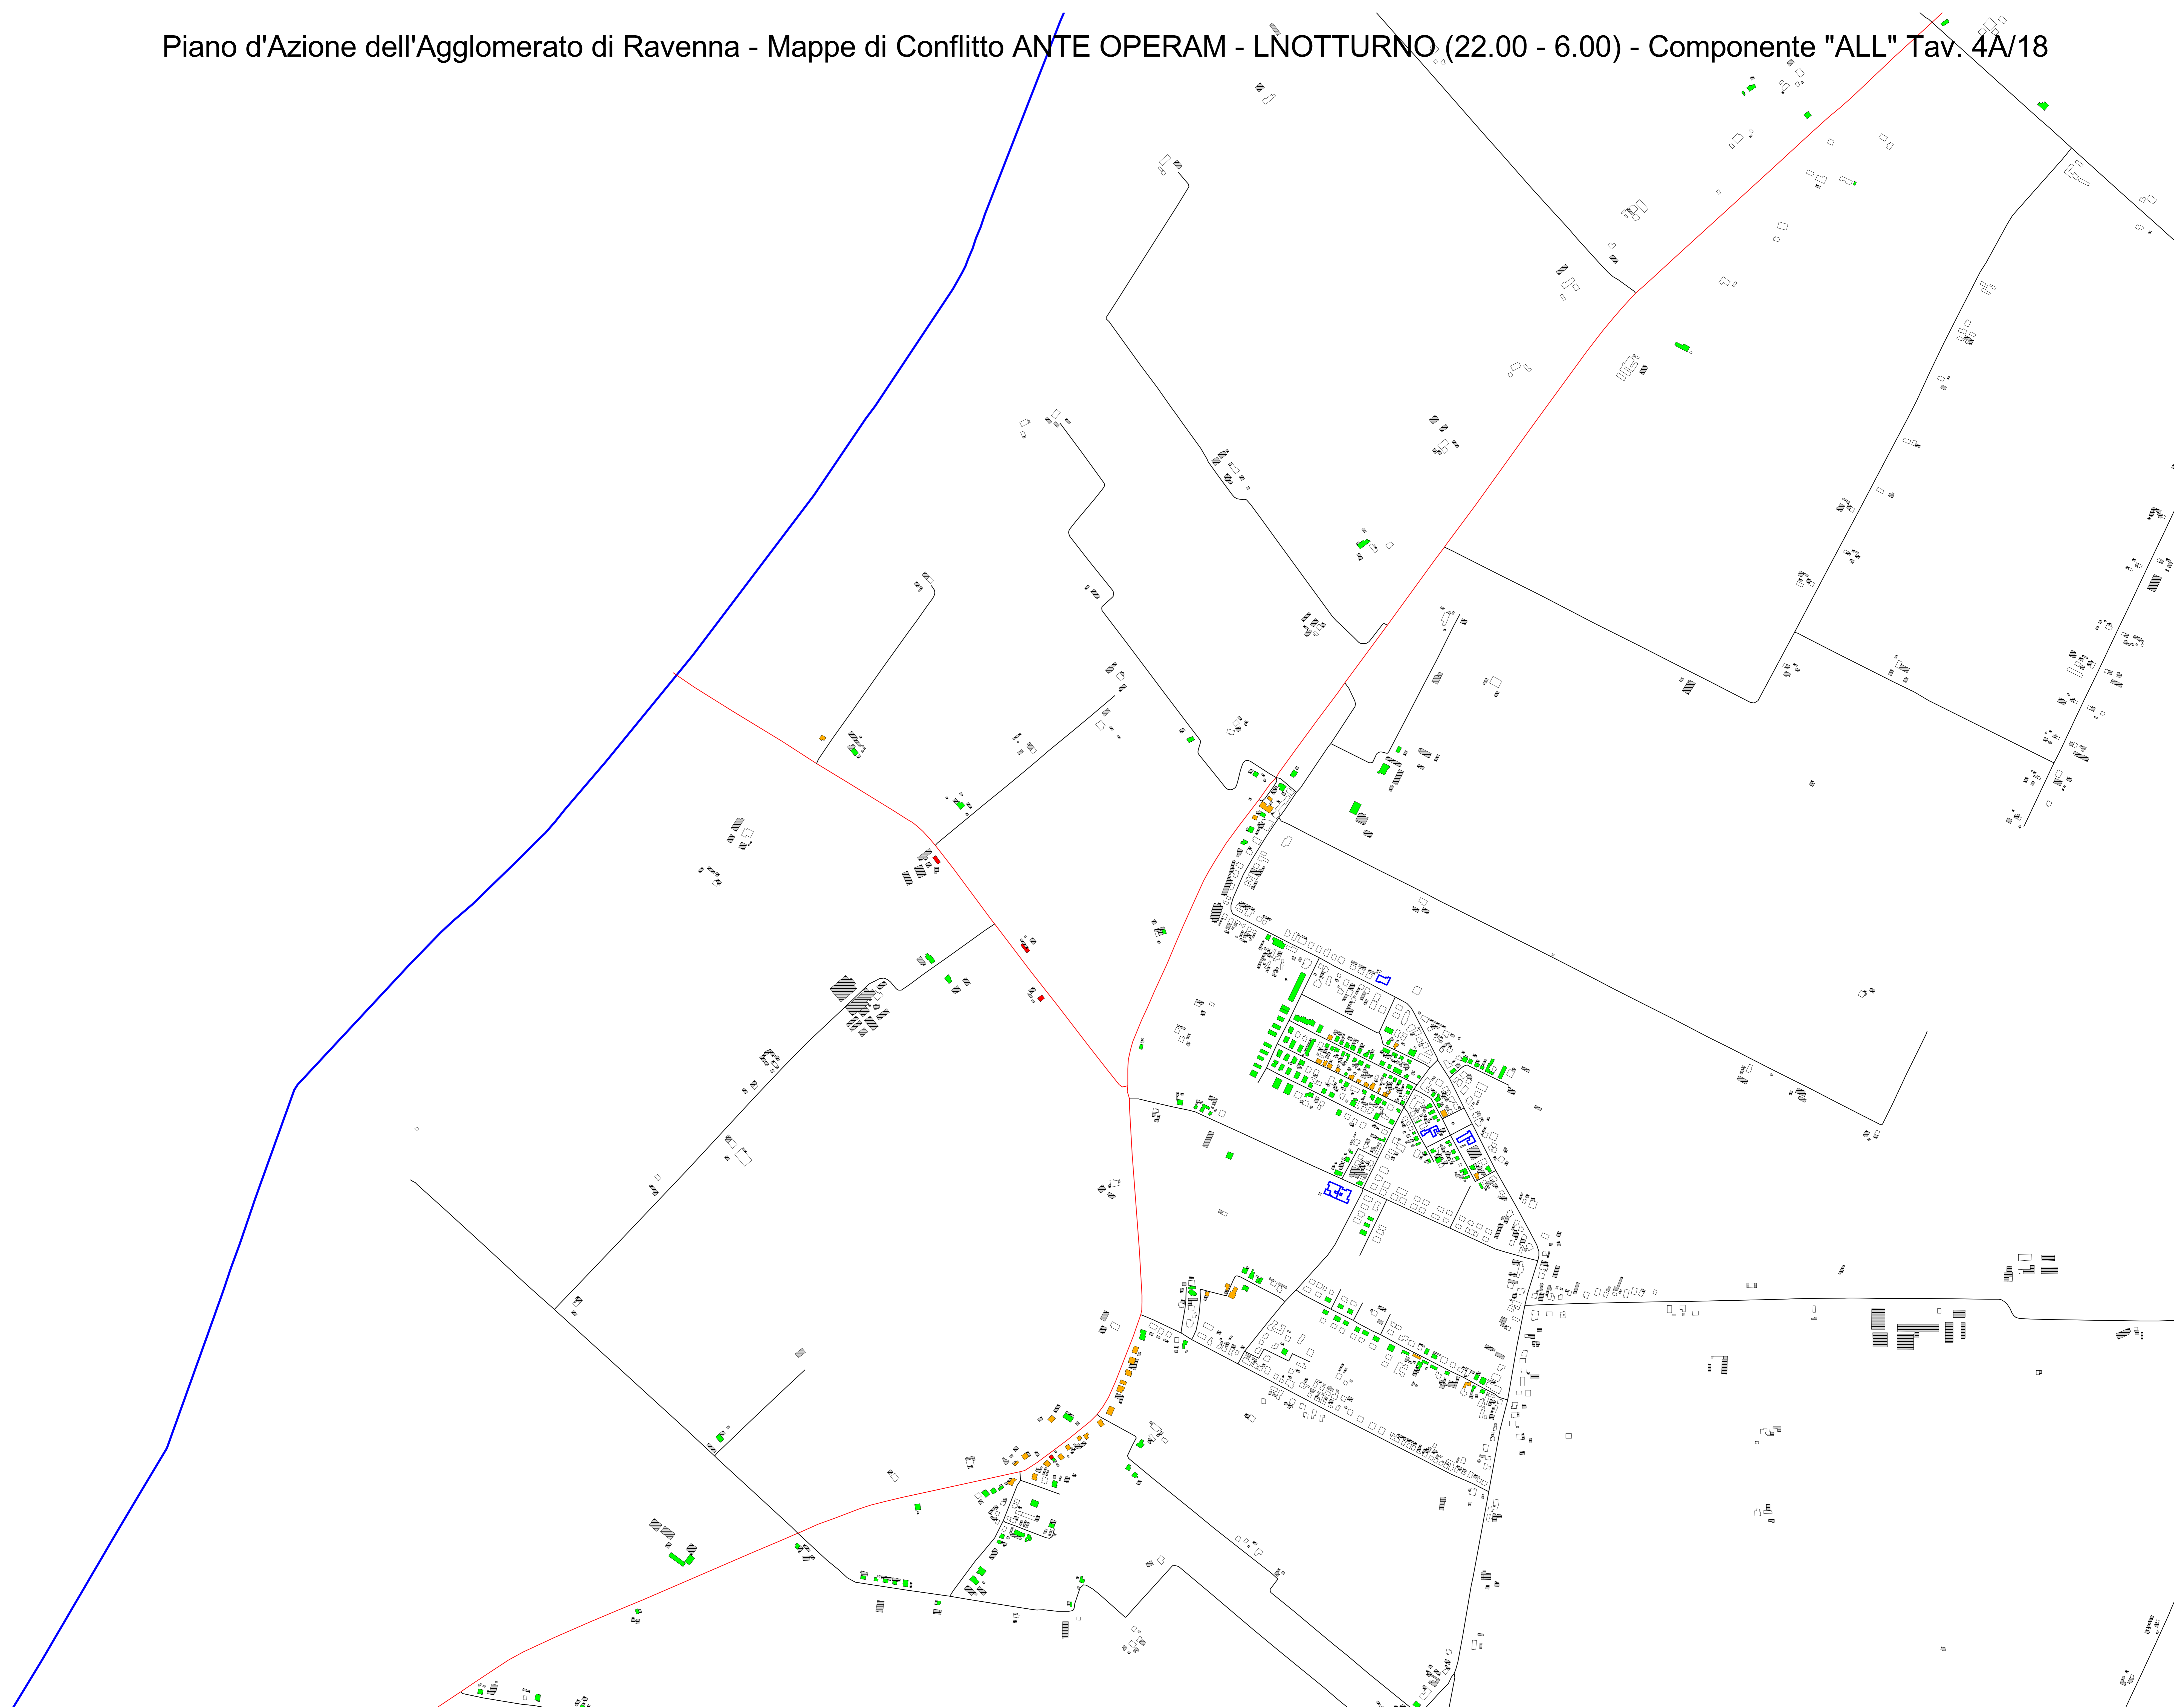 Piano d'Azione dell'Agglomerato di Ravenna - Mappe di Conflitto ANTE OPERAM - LNOTTURNO (22.00 - 6.00) - Componente "ALL" Tav. 4A/18